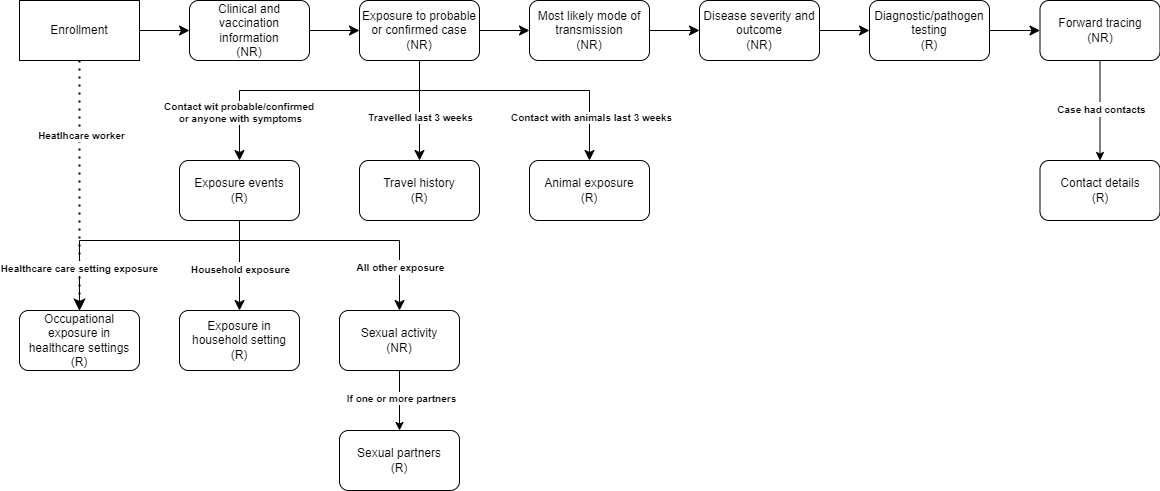 Enrollment
Clinical and
vaccination
information
(NR)
Exposure to probable
or confirmed case
(NR)
Most likely mode of
transmission
(NR)
Disease severity and
outcome
(NR)
Diagnostic/pathogen
testing
(R)
Forward tracing
(NR)
Heatlhcare worker
Contact wit probable/confirmed
or anyone with symptoms
Travelled last 3 weeks
Contact with animals last 3 weeks
Case had contacts
Exposure events
(R)
Travel history
(R)
Animal exposure
(R)
Contact details
(R)
Healthcare care setting exposure
Household exposure
All other exposure
Occupational
exposure in
healthcare settings
(R)
Exposure in
household setting
(R)
Sexual activity
(NR)
If one or more partners
Sexual partners
(R)